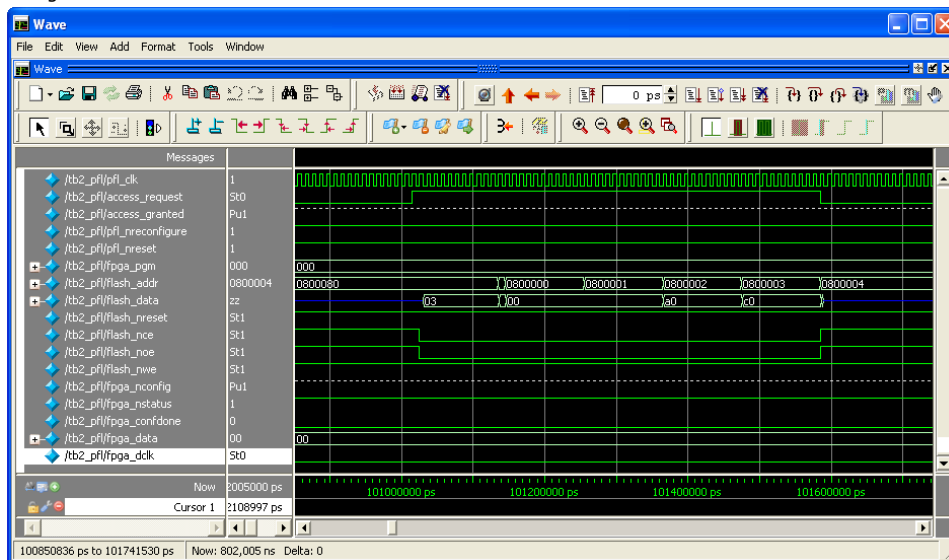 Wave
File Edit View Add Format Tools Window
Wave
0 ps
Messages
/tb2_pfl/pfl_clk 1
/tb2_pfl/access_request St0
/tb2_pfl/access_granted Pu1
/tb2_pfl/pfl_nreconfigure 1
/tb2_pfl/pfl_nreset 1
/tb2_pfl/fpga_pgm 000 000
/tb2_pfl/flash_addr 0800004 0800080 0800000 0800001 0800002 0800003 0800004
/tb2_pfl/flash_data zz 03 00 a0 c0
/tb2_pfl/flash_nreset St1
/tb2_pfl/flash_nce St1
/tb2_pfl/flash_noe St1
/tb2_pfl/flash_nwe St1
/tb2_pfl/fpga_nconfig Pu1
/tb2_pfl/fpga_nstatus 1
/tb2_pfl/fpga_confdone 0
/tb2_pfl/fpga_data 00 00
/tb2_pfl/fpga_dclk St0
Now 2005000 ps 101000000 ps 101200000 ps 101400000 ps 101600000 ps
Cursor 1 2108997 ps
100850836 ps to 101741530 ps Now: 802,005 ns Delta: 0